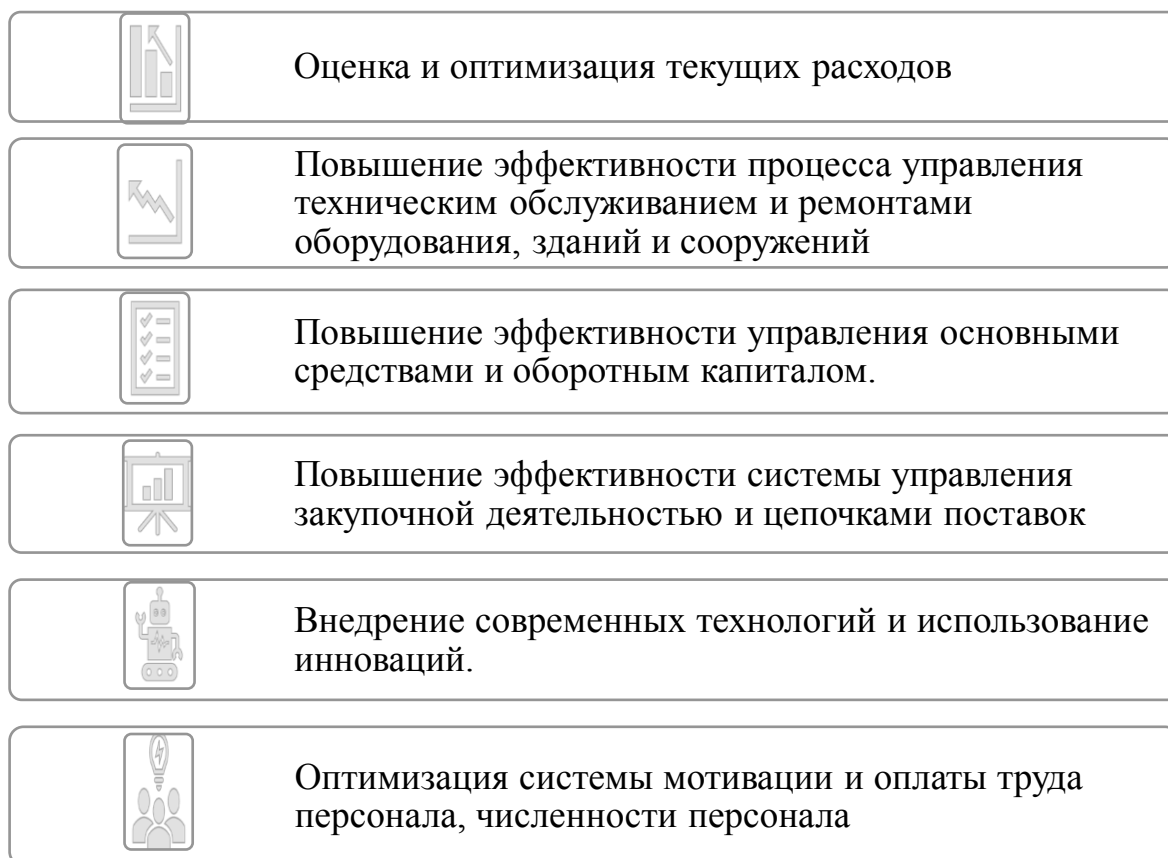 Оценка и оптимизация текущих расходов
Повышение эффективности процесса управления
техническим обслуживанием и ремонтами
оборудования, зданий и сооружений
Повышение эффективности управления основными
средствами и оборотным капиталом.
Повышение эффективности системы управления
закупочной деятельностью и цепочками поставок
Внедрение современных технологий и использование
инноваций.
Оптимизация системы мотивации и оплаты труда
персонала, численности персонала